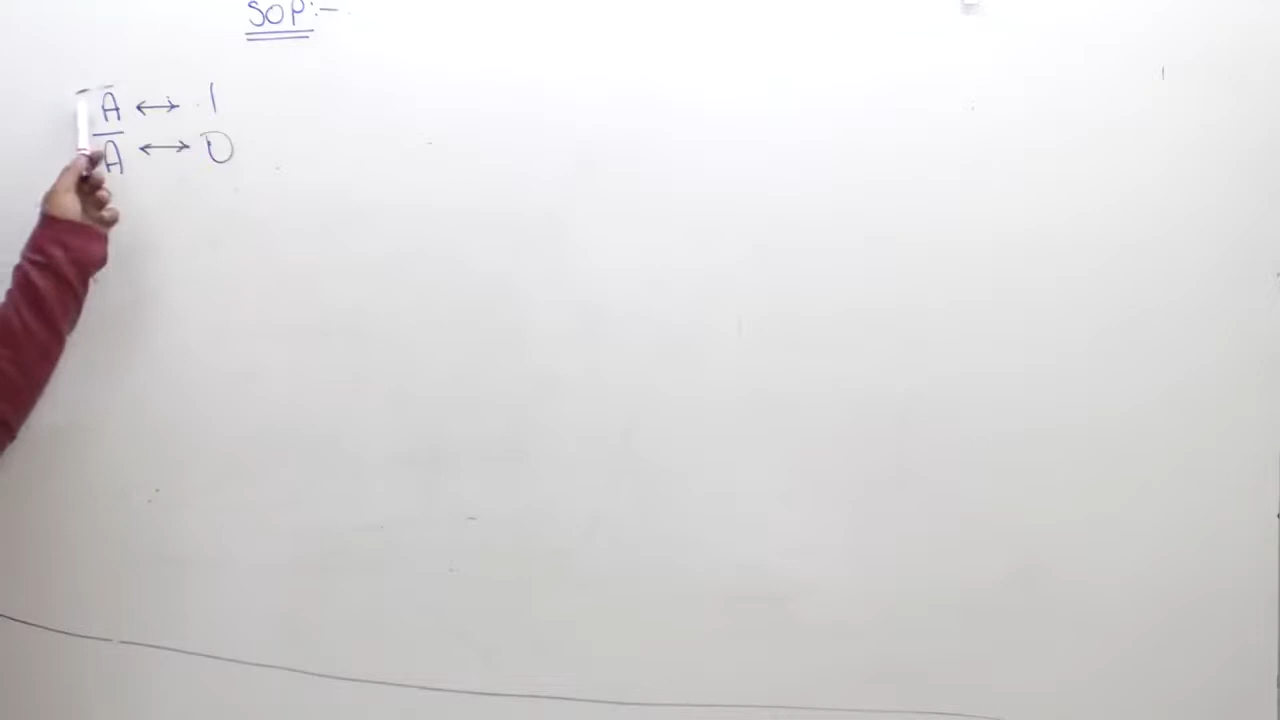 SOP:-
A ↔ 1
A̅ ↔ 0